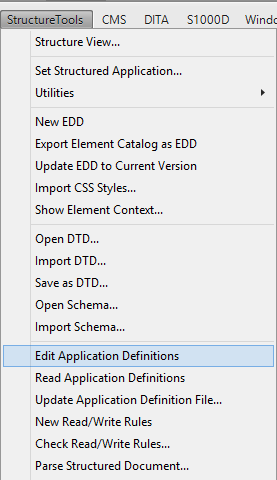 StructureTools CMS DITA S1000D
Structure View...
Set Structured Application...
Utilities
New EDD
Export Element Catalog as EDD
Update EDD to Current Version
Import CSS Styles...
Show Element Context...
Open DTD...
Import DTD...
Save as DTD...
Open Schema...
Import Schema...
Edit Application Definitions
Read Application Definitions
Update Application Definition File...
New Read/Write Rules
Check Read/Write Rules...
Parse Structured Document...